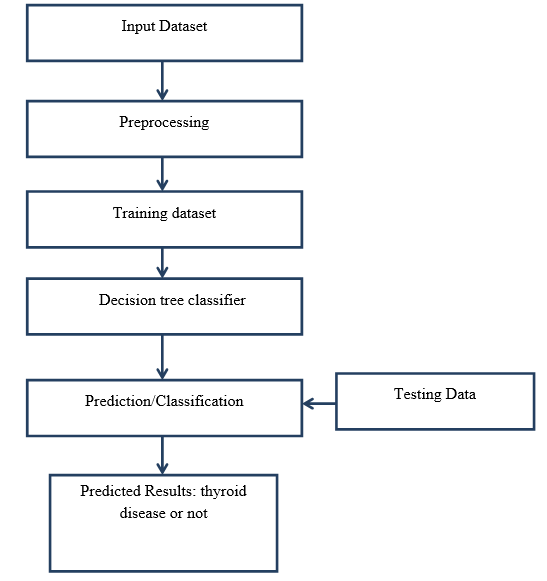 Input Dataset
Preprocessing
Training dataset
Decision tree classifier
Prediction/Classification
Testing Data
Predicted Results: thyroid
disease or not